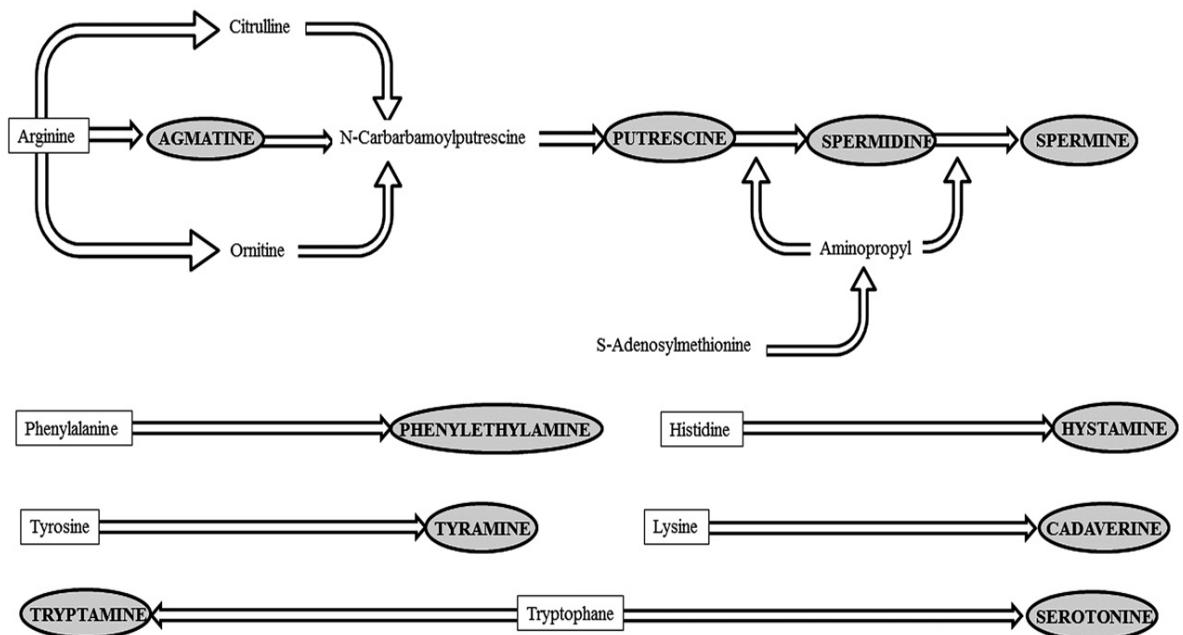 Citrulline
Arginine
AGMATINE
N-Carbarbamoylputrescine
PUTRESCINE
SPERMIDINE
SPERMINE
Ornitine
Aminopropyl
S-Adenosylmethionine
Phenylalanine
PHENYLETHYLAMINE
Histidine
HYSTAMINE
Tyrosine
TYRAMINE
Lysine
CADAVERINE
TRYPTAMINE
Tryptophane
SEROTONINE